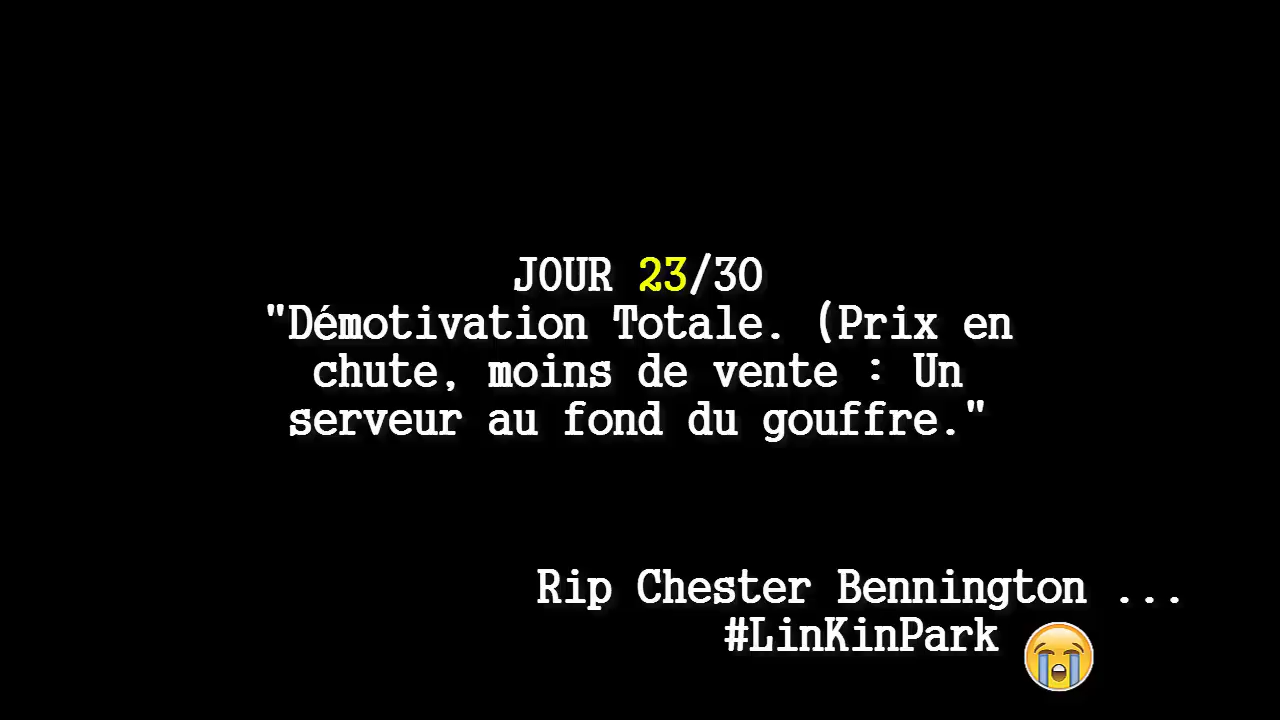 JOUR 23/30
"Démotivation Totale. (Prix en
chute, moins de vente : Un
serveur au fond du gouffre."
Rip Chester Bennington ...
#LinKinPark 😭